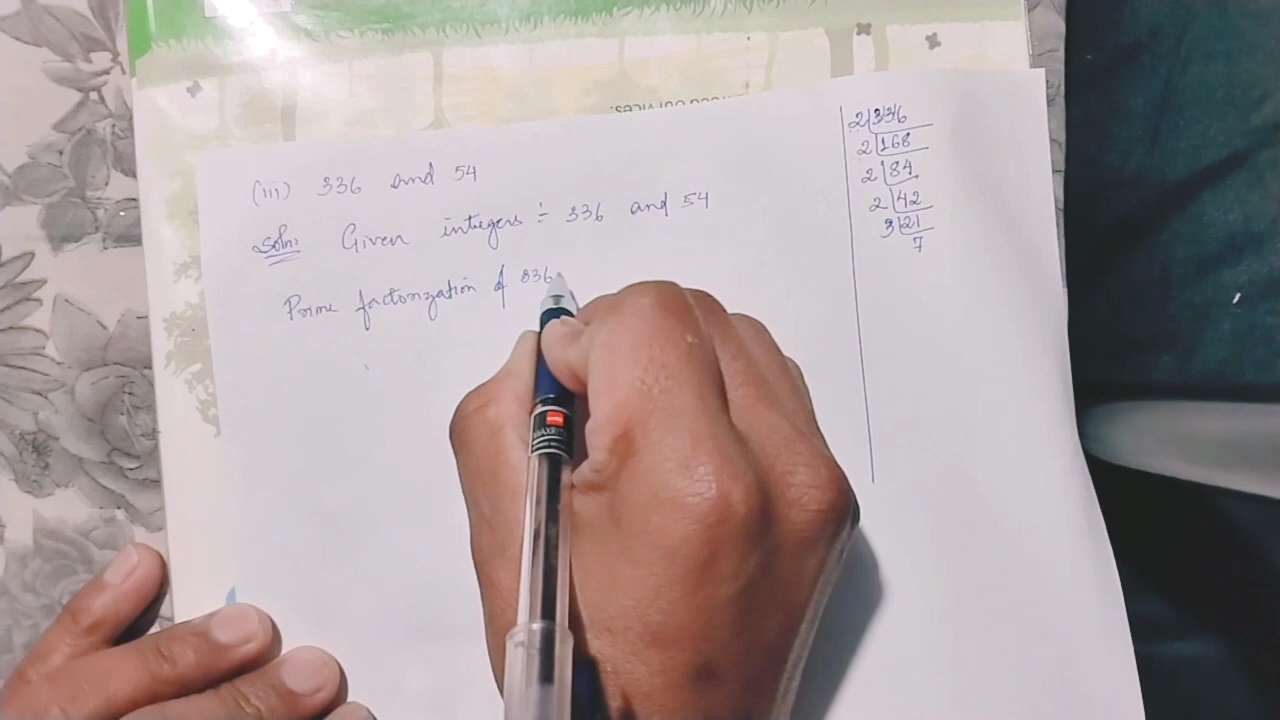 (iii) 336 and 54
Soln: Given integers ÷ 336 and 54
Prime factorization of 336
2|336
2|168
2|84
2|42
3|21
7